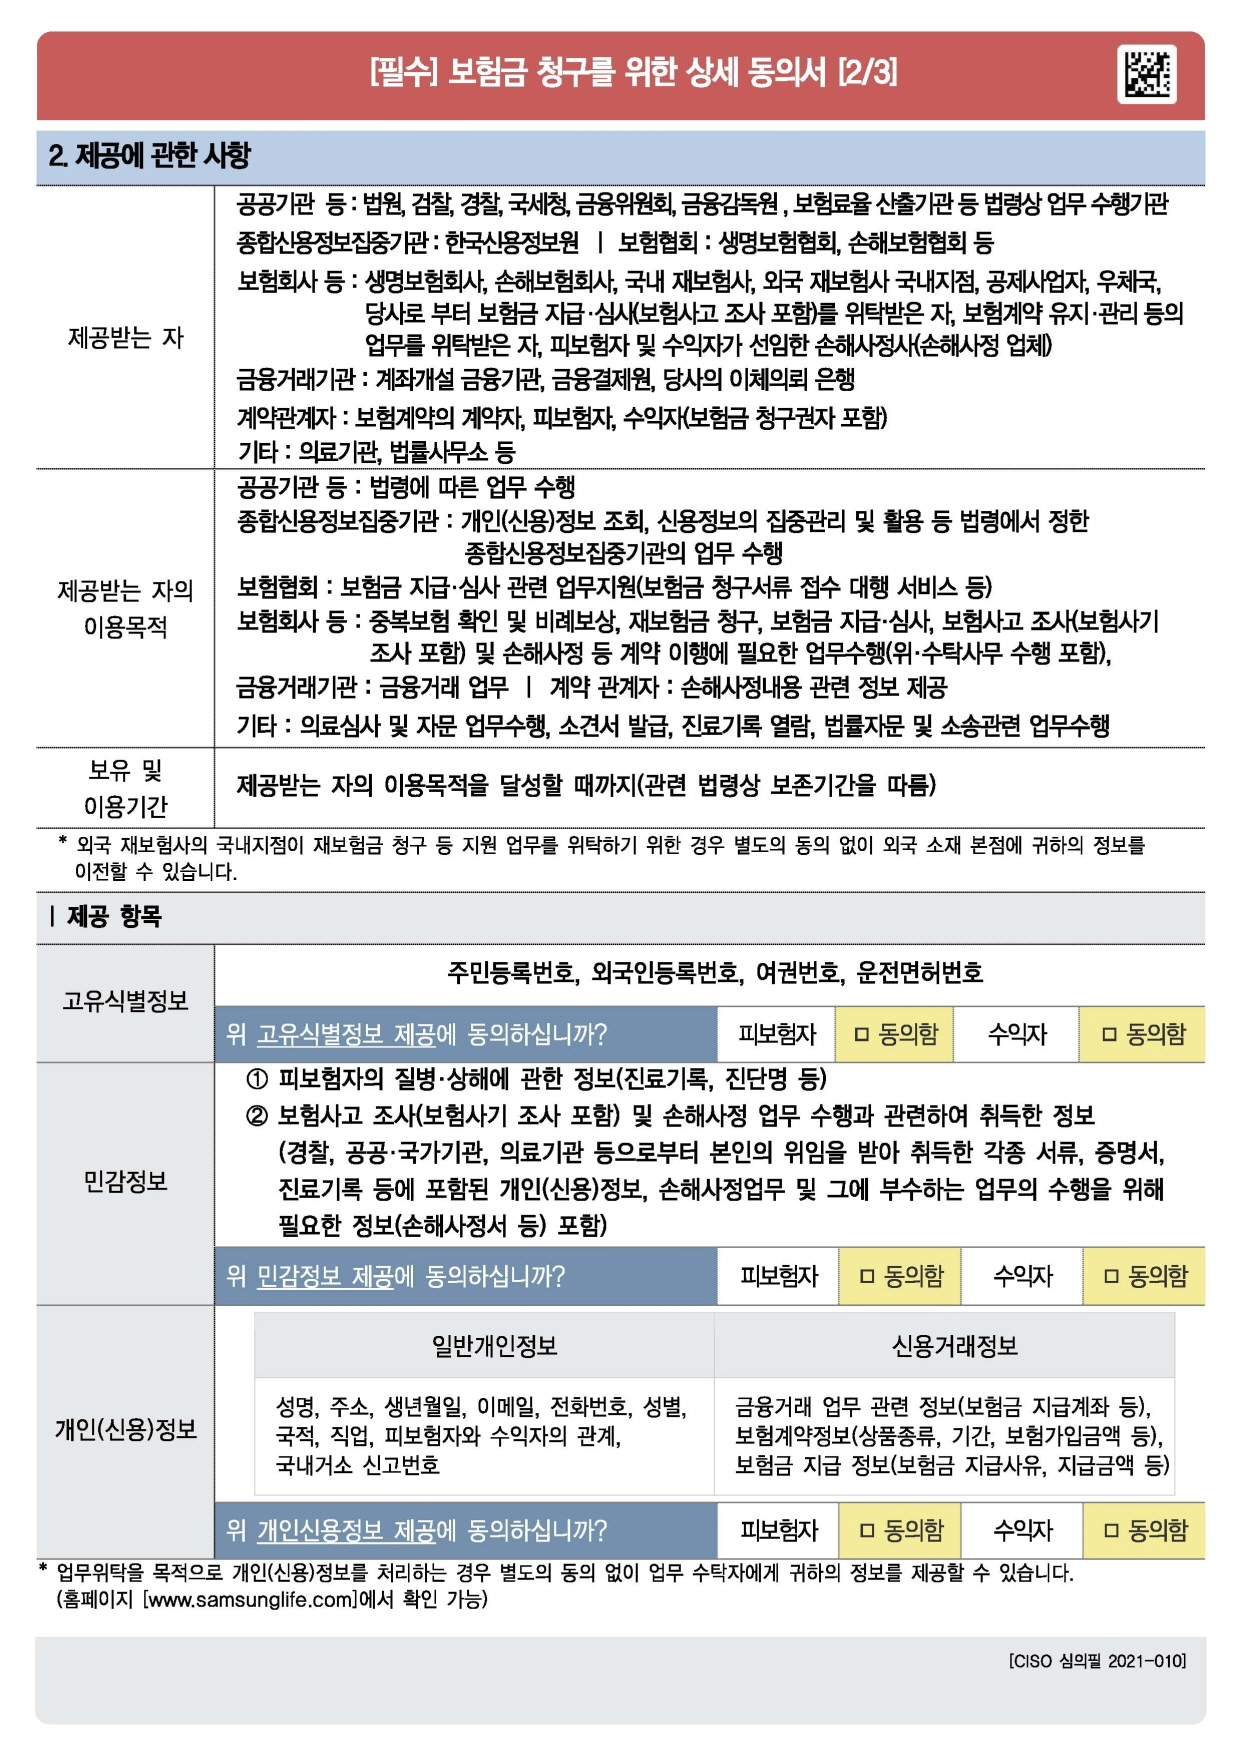 [필수] 보험금 청구를 위한 상세 동의서 [2/3]
2. 제공에 관한 사항
제공받는 자
공공기관 등 : 법원, 검찰, 경찰, 국세청, 금융위원회, 금융감독원 , 보험료율 산출기관 등 법령상 업무 수행기관
종합신용정보집중기관 : 한국신용정보원 ㅣ 보험협회 : 생명보험협회, 손해보험협회 등
보험회사 등 : 생명보험회사, 손해보험회사, 국내 재보험사, 외국 재보험사 국내지점, 공제사업자, 우체국,
당사로 부터 보험금 지급·심사(보험사고 조사 포함)를 위탁받은 자, 보험계약 유지·관리 등의
업무를 위탁받은 자, 피보험자 및 수익자가 선임한 손해사정사(손해사정 업체)
금융거래기관 : 계좌개설 금융기관, 금융결제원, 당사의 이체의뢰 은행
계약관계자 : 보험계약의 계약자, 피보험자, 수익자(보험금 청구권자 포함)
기타 : 의료기관, 법률사무소 등
제공받는 자의
이용목적
공공기관 등 : 법령에 따른 업무 수행
종합신용정보집중기관 : 개인(신용)정보 조회, 신용정보의 집중관리 및 활용 등 법령에서 정한
종합신용정보집중기관의 업무 수행
보험협회 : 보험금 지급·심사 관련 업무지원(보험금 청구서류 접수 대행 서비스 등)
보험회사 등 : 중복보험 확인 및 비례보상, 재보험금 청구, 보험금 지급·심사, 보험사고 조사(보험사기
조사 포함) 및 손해사정 등 계약 이행에 필요한 업무수행(위·수탁사무 수행 포함),
금융거래기관 : 금융거래 업무 ㅣ 계약 관계자 : 손해사정내용 관련 정보 제공
기타 : 의료심사 및 자문 업무수행, 소견서 발급, 진료기록 열람, 법률자문 및 소송관련 업무수행
보유 및
이용기간
제공받는 자의 이용목적을 달성할 때까지(관련 법령상 보존기간을 따름)
* 외국 재보험사의 국내지점이 재보험금 청구 등 지원 업무를 위탁하기 위한 경우 별도의 동의 없이 외국 소재 본점에 귀하의 정보를
이전할 수 있습니다.
ㅣ 제공 항목
고유식별정보
주민등록번호, 외국인등록번호, 여권번호, 운전면허번호
위 고유식별정보 제공에 동의하십니까? 피보험자 □ 동의함 수익자 □ 동의함
민감정보
① 피보험자의 질병·상해에 관한 정보(진료기록, 진단명 등)
② 보험사고 조사(보험사기 조사 포함) 및 손해사정 업무 수행과 관련하여 취득한 정보
(경찰, 공공·국가기관, 의료기관 등으로부터 본인의 위임을 받아 취득한 각종 서류, 증명서,
진료기록 등에 포함된 개인(신용)정보, 손해사정업무 및 그에 부수하는 업무의 수행을 위해
필요한 정보(손해사정서 등) 포함)
위 민감정보 제공에 동의하십니까? 피보험자 □ 동의함 수익자 □ 동의함
개인(신용)정보
일반개인정보 신용거래정보
성명, 주소, 생년월일, 이메일, 전화번호, 성별,
국적, 직업, 피보험자와 수익자의 관계,
국내거소 신고번호
금융거래 업무 관련 정보(보험금 지급계좌 등),
보험계약정보(상품종류, 기간, 보험가입금액 등),
보험금 지급 정보(보험금 지급사유, 지급금액 등)
위 개인신용정보 제공에 동의하십니까? 피보험자 □ 동의함 수익자 □ 동의함
* 업무위탁을 목적으로 개인(신용)정보를 처리하는 경우 별도의 동의 없이 업무 수탁자에게 귀하의 정보를 제공할 수 있습니다.
(홈페이지 [www.samsunglife.com]에서 확인 가능)
[CISO 심의필 2021-010]